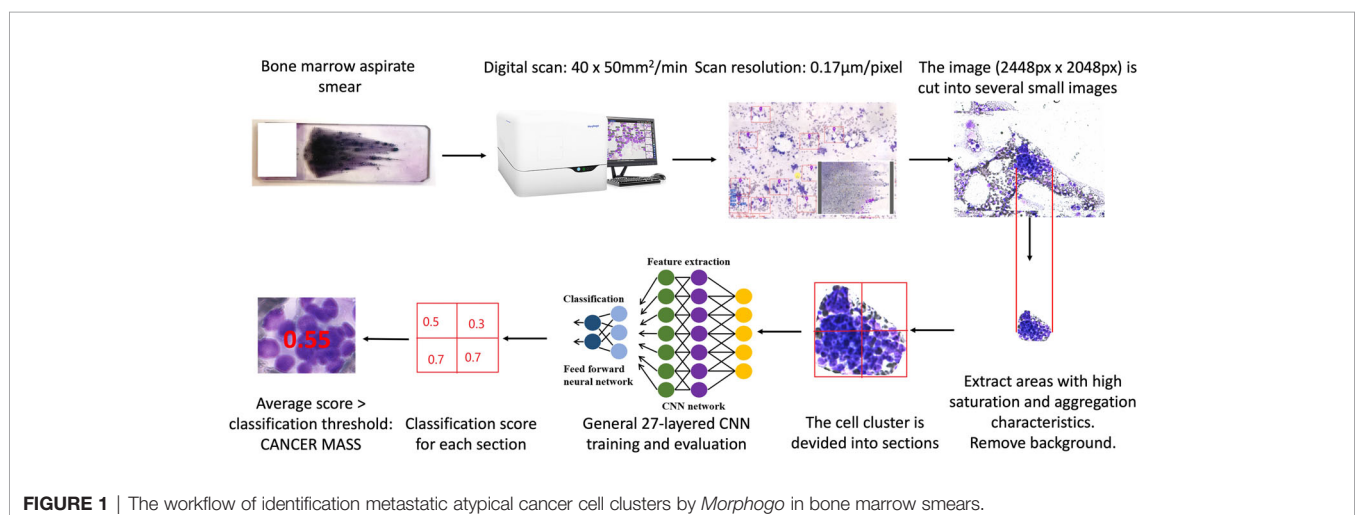 Bone marrow aspirate
smear
Digital scan: 40 x 50mm²/min
Scan resolution: 0.17μm/pixel
The image (2448px x 2048px) is
cut into several small images
Feature extraction
Classification
Feed forward
neural network
CNN network
0.5 0.3
0.7 0.7
0.55
Average score >
classification threshold:
CANCER MASS
Classification score
for each section
General 27-layered CNN
training and evaluation
The cell cluster is
devided into sections
Extract areas with high
saturation and aggregation
characteristics.
Remove background.
FIGURE 1 | The workflow of identification metastatic atypical cancer cell clusters by Morphogo in bone marrow smears.